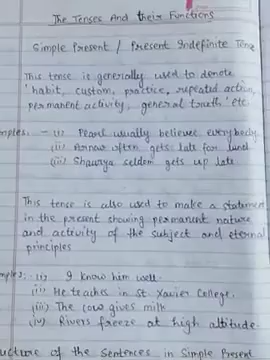 The Tenses And their Functions
Simple Present / Present Indefinite Tense
This tense is generally used to denote
'habit, custom, practice, repeated action,
permanent activity, general truth' etc.
mples: - (i) Pearl usually believes everybody.
(ii) Arnav often gets late for lunch
(iii) Shaurya seldom gets up late
This tense is also used to make a statement
in the present showing permanent nature
and activity of the subject and eternal
principles
mples: (i) I know him well.
(ii) He teaches in St Xavier College.
(iii) The cow gives milk
(iv) Rivers freeze at high altitude.
ucture of the Sentences in Simple Present